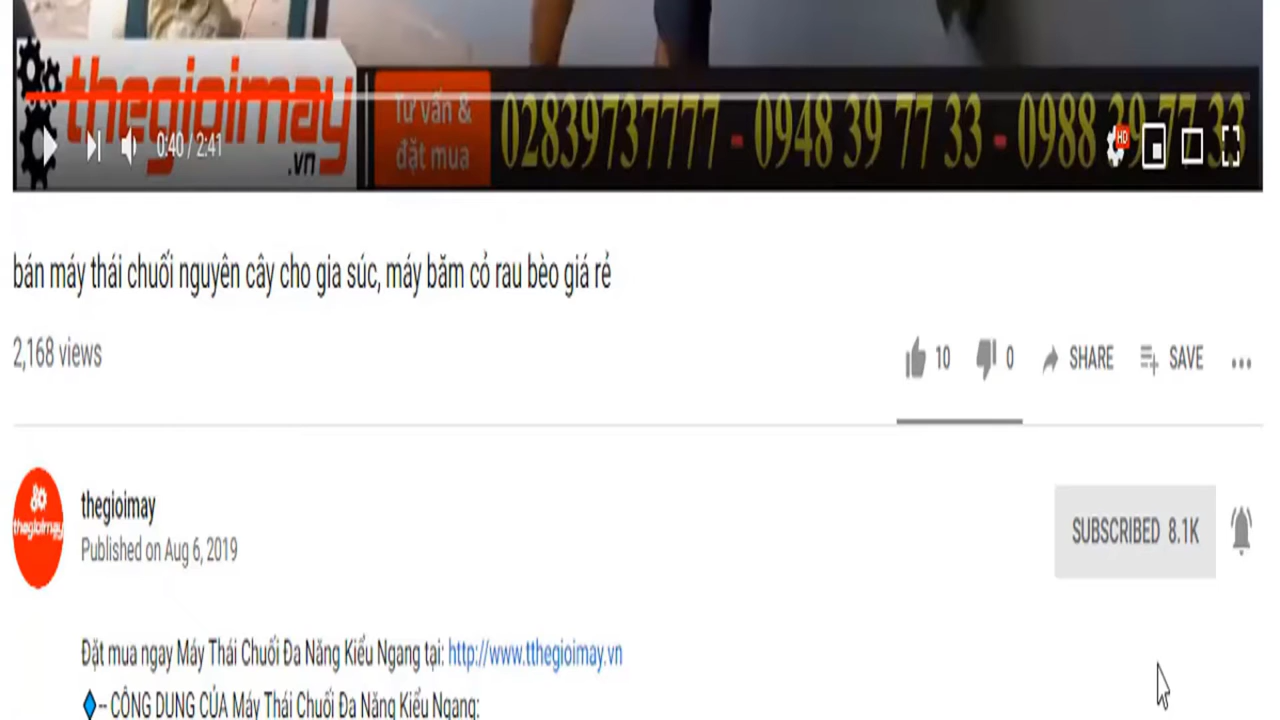 thegioimay
.vn
Tư vấn &
đặt mua
02839737777 - 0948 39 77 33 - 0988 39 77 33
HD
0:40 / 2:41
bán máy thái chuối nguyên cây cho gia súc, máy băm cỏ rau bèo giá rẻ
2,168 views
10 0 SHARE SAVE
thegioimay
thegioimay
Published on Aug 6, 2019
SUBSCRIBED 8.1K
Đặt mua ngay Máy Thái Chuối Đa Năng Kiểu Ngang tại: http://www.tthegioimay.vn
-- CÔNG DỤNG CỦA Máy Thái Chuối Đa Năng Kiểu Ngang: